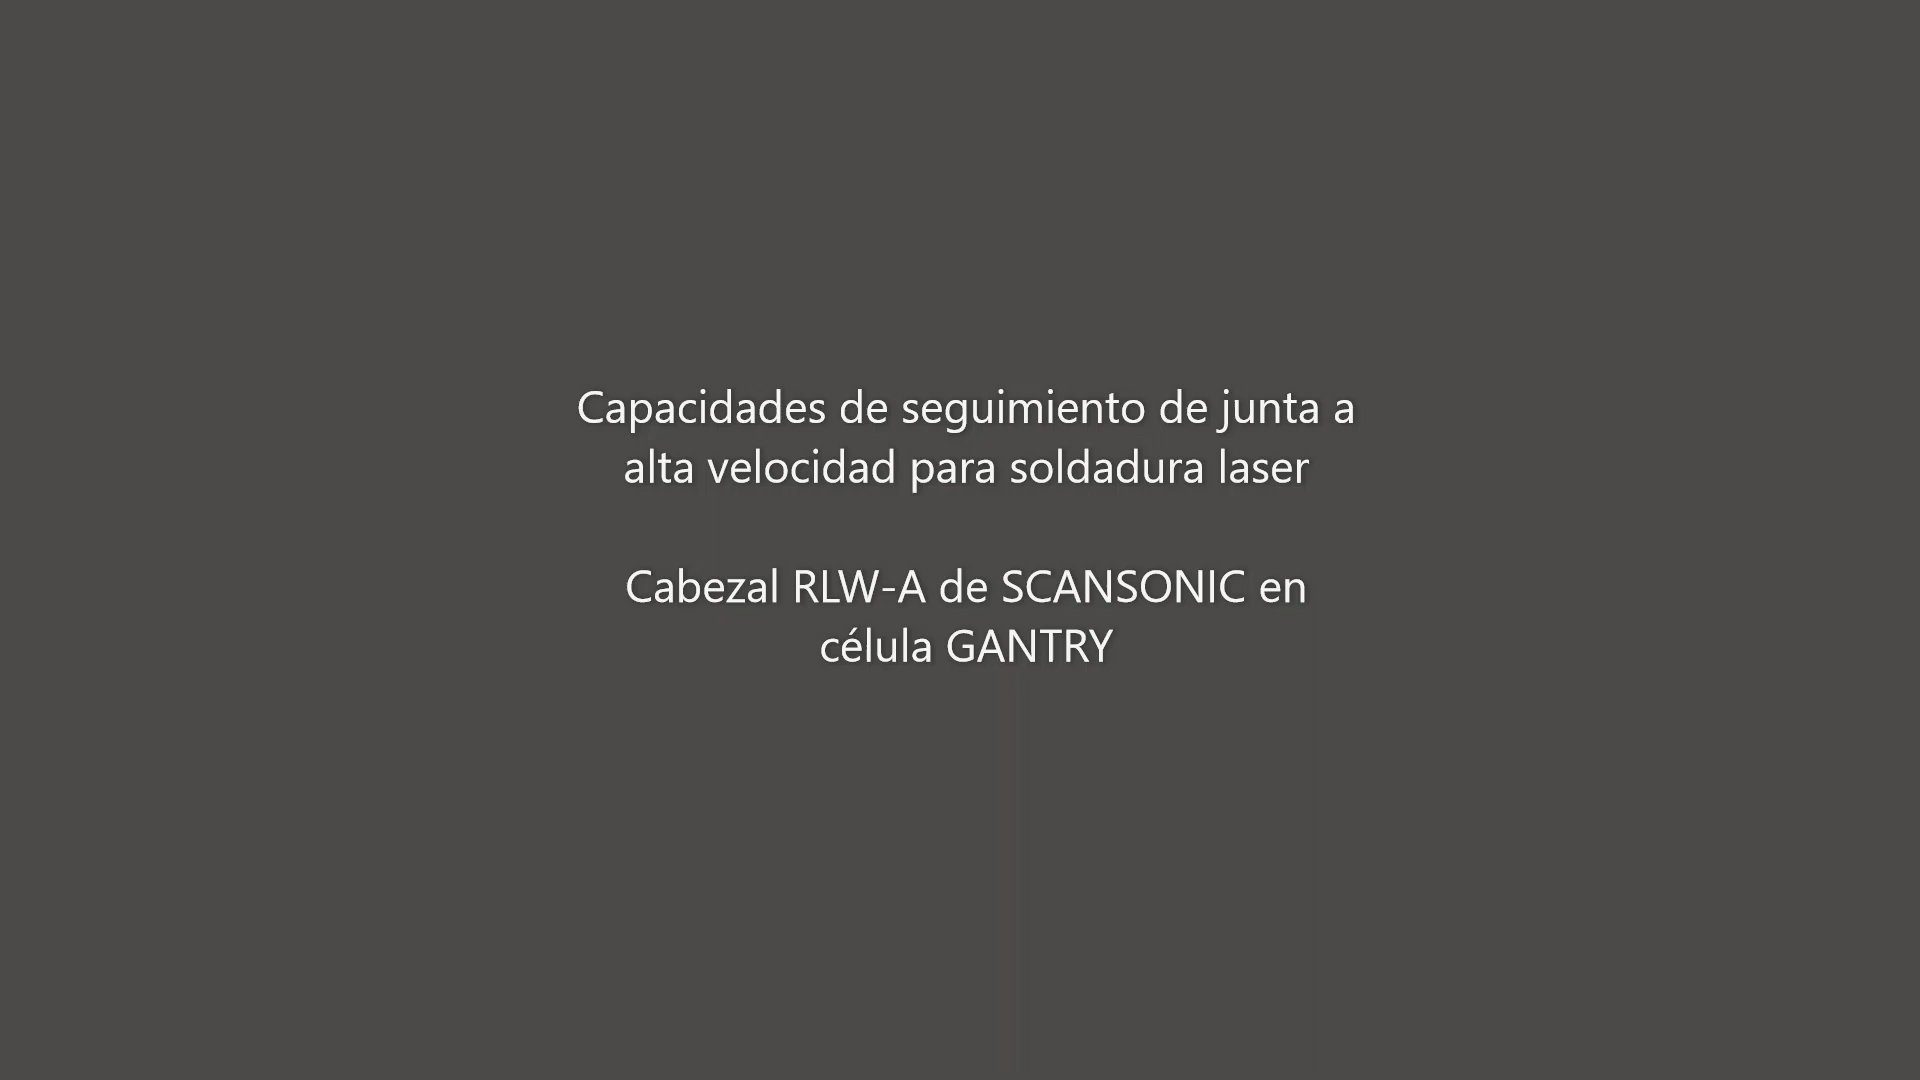 Capacidades de seguimiento de junta a
alta velocidad para soldadura laser
Cabezal RLW-A de SCANSONIC en
célula GANTRY